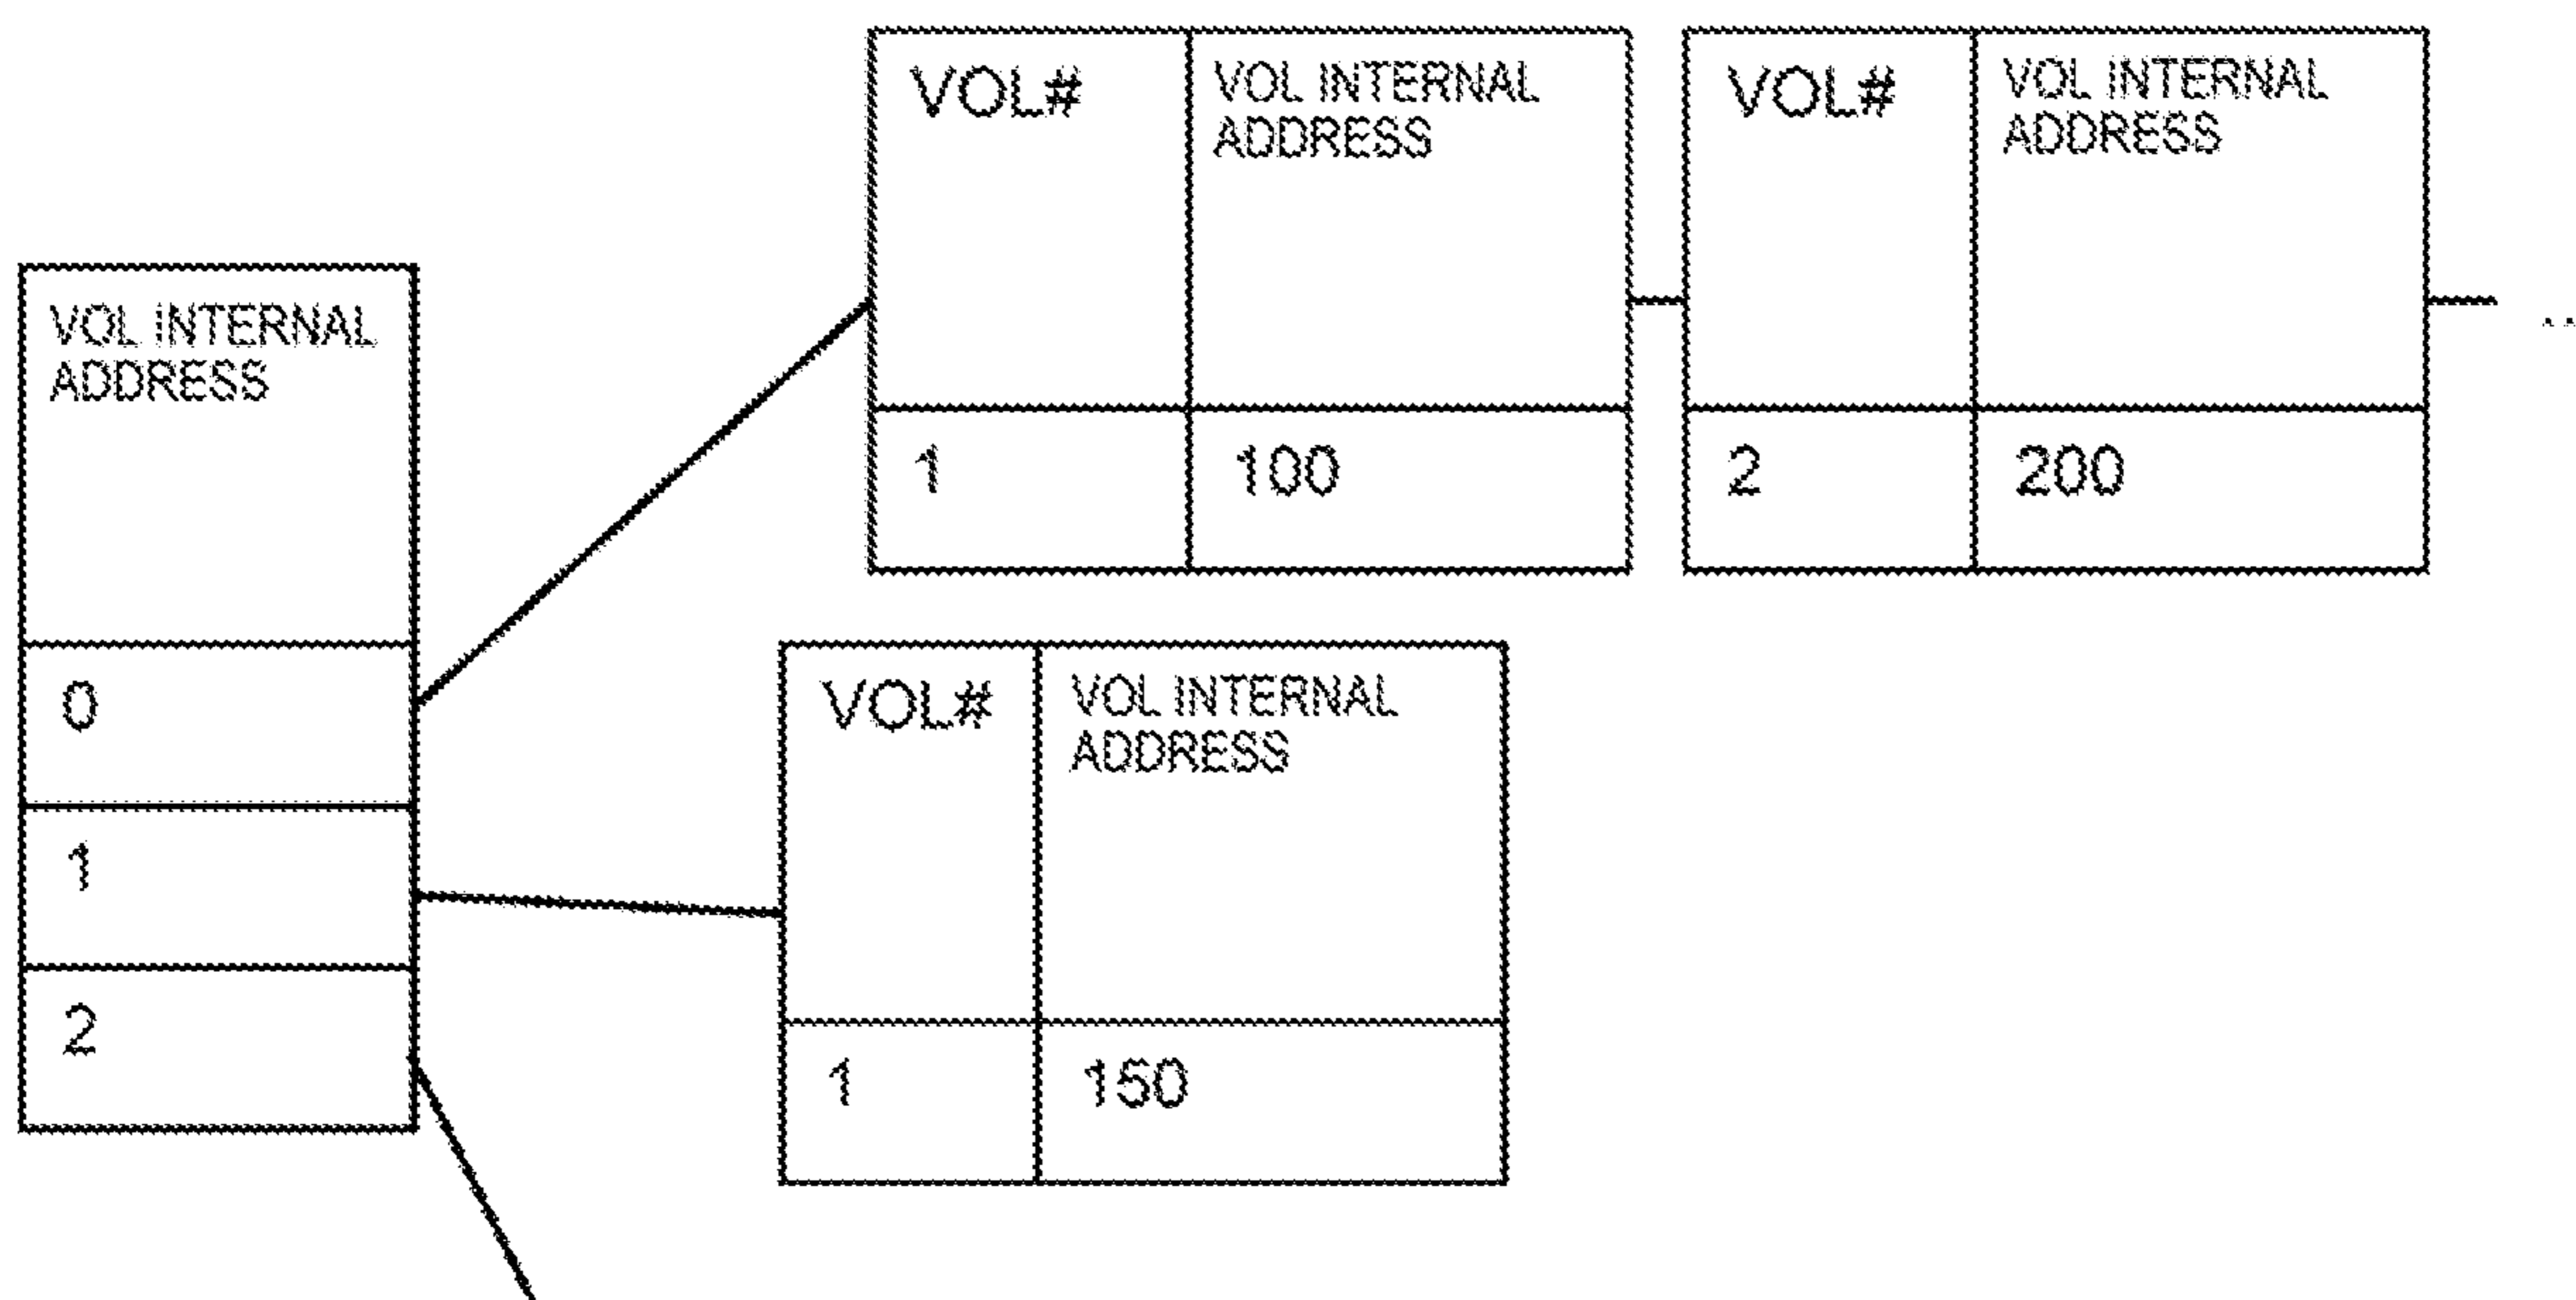 VOL#
VOL INTERNAL
ADDRESS
1
100
VOL#
VOL INTERNAL
ADDRESS
2
200
...
VOL INTERNAL
ADDRESS
0
1
2
VOL#
VOL INTERNAL
ADDRESS
1
150